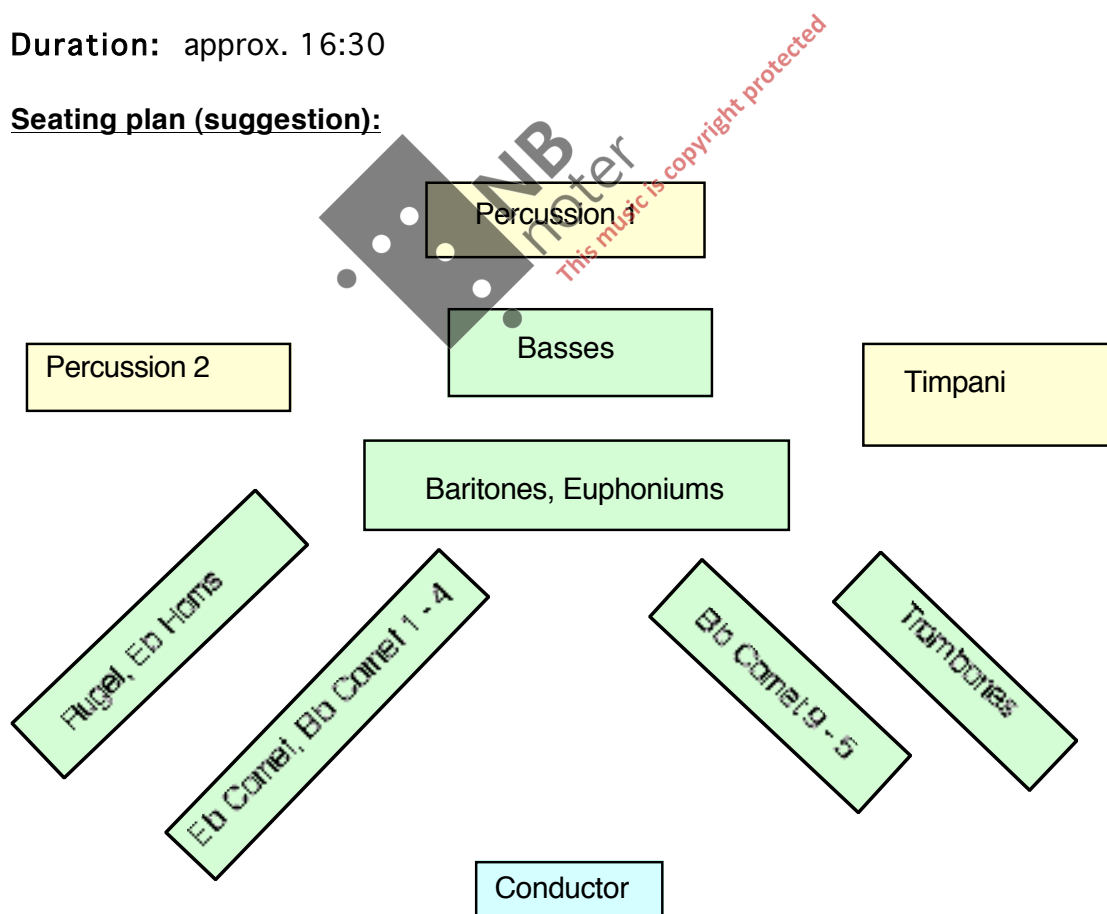 Duration: approx. 16:30
Seating plan (suggestion):
NB
noter
This music is copyright protected
Percussion 1
Basses
Percussion 2
Timpani
Baritones, Euphoniums
Flugel, Eb Horns
Eb Cornet, Bb Cornet 1 - 4
Bb Cornet 9 - 5
Trombones
Conductor